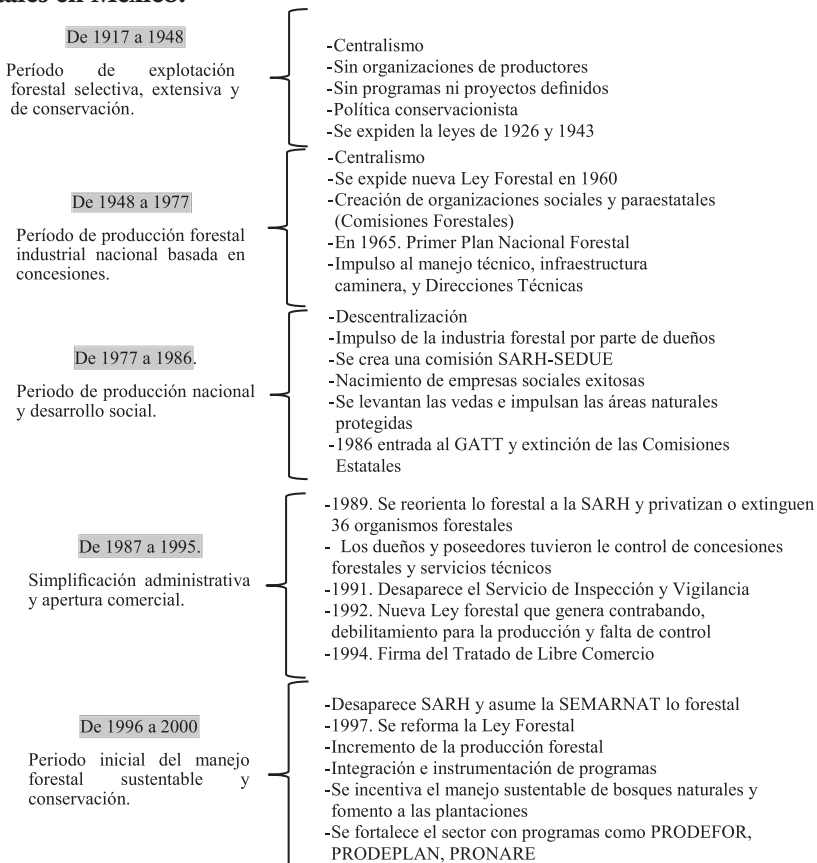 tales en México.
De 1917 a 1948
Período de explotación
forestal selectiva, extensiva y
de conservación.
-Centralismo
-Sin organizaciones de productores
-Sin programas ni proyectos definidos
-Política conservacionista
-Se expiden la leyes de 1926 y 1943
De 1948 a 1977
Período de producción forestal
industrial nacional basada en
concesiones.
-Centralismo
-Se expide nueva Ley Forestal en 1960
-Creación de organizaciones sociales y paraestatales
(Comisiones Forestales)
-En 1965. Primer Plan Nacional Forestal
-Impulso al manejo técnico, infraestructura
caminera, y Direcciones Técnicas
De 1977 a 1986.
Periodo de producción nacional
y desarrollo social.
-Descentralización
-Impulso de la industria forestal por parte de dueños
-Se crea una comisión SARH-SEDUE
-Nacimiento de empresas sociales exitosas
-Se levantan las vedas e impulsan las áreas naturales
protegidas
-1986 entrada al GATT y extinción de las Comisiones
Estatales
De 1987 a 1995.
Simplificación administrativa
y apertura comercial.
-1989. Se reorienta lo forestal a la SARH y privatizan o extinguen
36 organismos forestales
- Los dueños y poseedores tuvieron le control de concesiones
forestales y servicios técnicos
-1991. Desaparece el Servicio de Inspección y Vigilancia
-1992. Nueva Ley forestal que genera contrabando,
debilitamiento para la producción y falta de control
-1994. Firma del Tratado de Libre Comercio
De 1996 a 2000
Periodo inicial del manejo
forestal sustentable y
conservación.
-Desaparece SARH y asume la SEMARNAT lo forestal
-1997. Se reforma la Ley Forestal
-Incremento de la producción forestal
-Integración e instrumentación de programas
-Se incentiva el manejo sustentable de bosques naturales y
fomento a las plantaciones
-Se fortalece el sector con programas como PRODEFOR,
PRODEPLAN, PRONARE